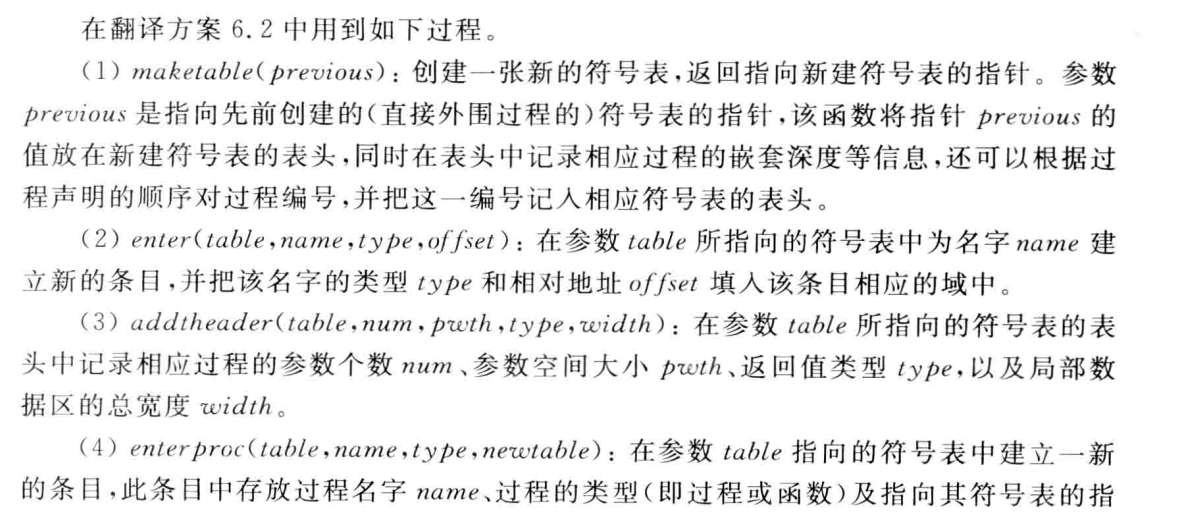 在翻译方案 6.2 中用到如下过程。
(1) maketable(previous)：创建一张新的符号表,返回指向新建符号表的指针。参数
previous 是指向先前创建的(直接外围过程的)符号表的指针,该函数将指针 previous 的
值放在新建符号表的表头,同时在表头中记录相应过程的嵌套深度等信息,还可以根据过
程声明的顺序对过程编号,并把这一编号记入相应符号表的表头。
(2) enter(table,name,type,offset)：在参数 table 所指向的符号表中为名字 name 建
立新的条目,并把该名字的类型 type 和相对地址 offset 填入该条目相应的域中。
(3) addtheader(table,num,pwth,type,width)：在参数 table 所指向的符号表的表
头中记录相应过程的参数个数 num、参数空间大小 pwth、返回值类型 type,以及局部数
据区的总宽度 width。
(4) enterproc(table,name,type,newtable)：在参数 table 指向的符号表中建立一新
的条目,此条目中存放过程名字 name、过程的类型(即过程或函数)及指向其符号表的指